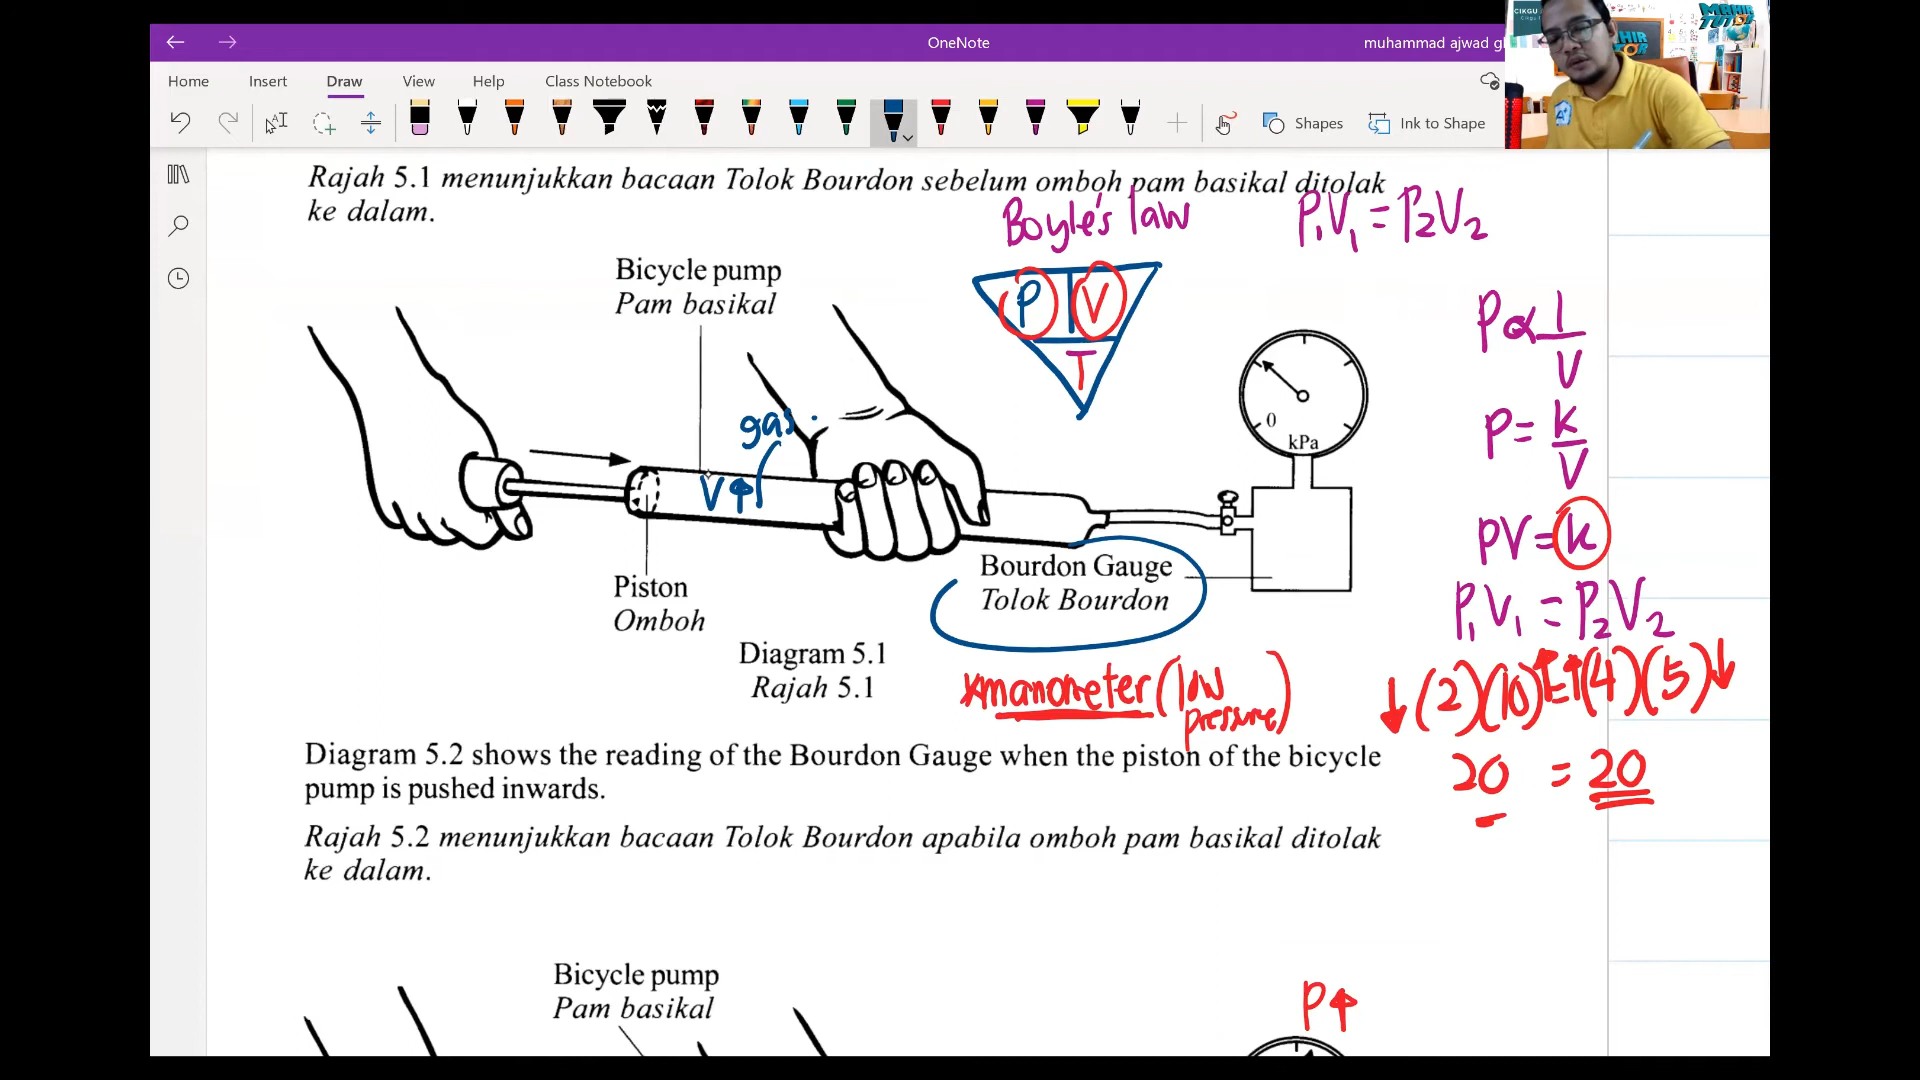 OneNote
muhammad ajwad g
CIKGU
Home Insert Draw View Help Class Notebook
Shapes Ink to Shape
Rajah 5.1 menunjukkan bacaan Tolok Bourdon sebelum omboh pam basikal ditolak
ke dalam.
Boyle's law
P₁V₁ = P₂V₂
Bicycle pump
Pam basikal
P V
T
P ∝ 1/V
P = k/V
PV = k
P₁V₁ = P₂V₂
↓(2)(10)↑ = ↑(4)(5)↓
20 = 20
gas
V↑
0
kPa
Piston
Omboh
Bourdon Gauge
Tolok Bourdon
Diagram 5.1
Rajah 5.1
xmanometer (low
pressure)
Diagram 5.2 shows the reading of the Bourdon Gauge when the piston of the bicycle
pump is pushed inwards.
Rajah 5.2 menunjukkan bacaan Tolok Bourdon apabila omboh pam basikal ditolak
ke dalam.
Bicycle pump
Pam basikal
P↑